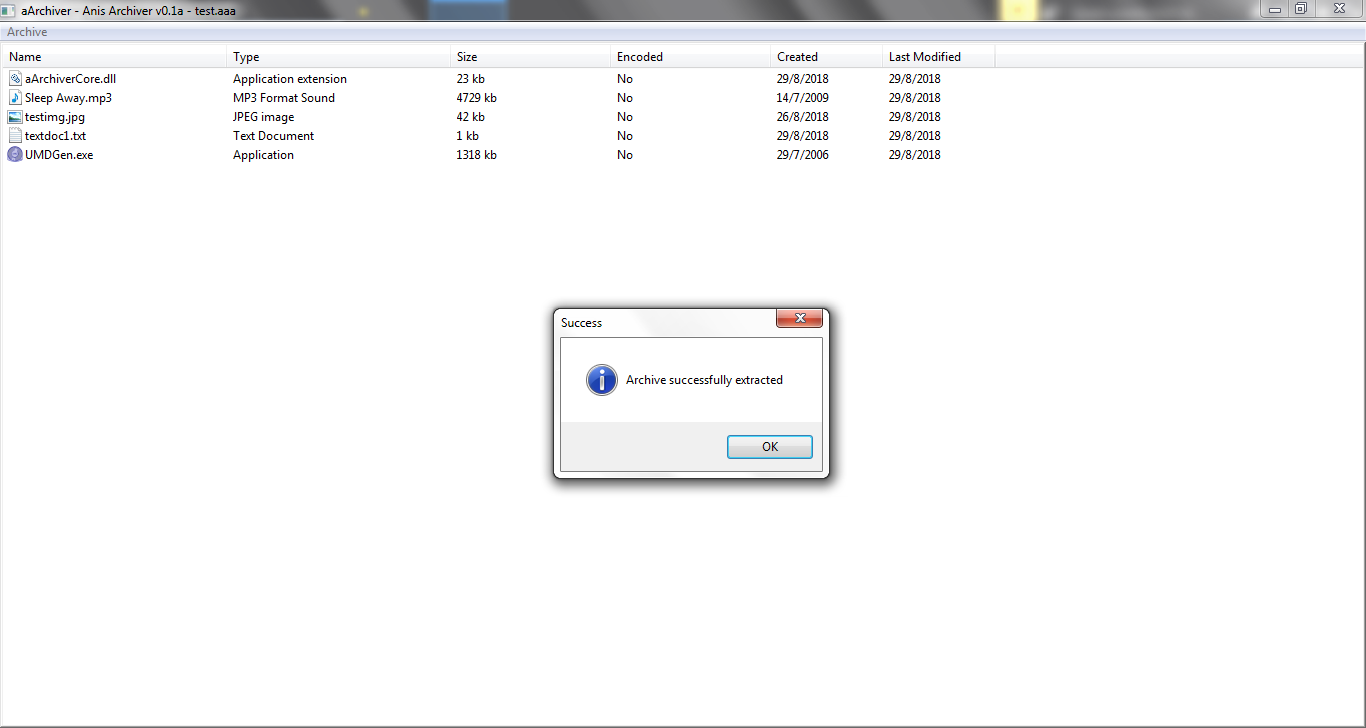 aArchiver - Anis Archiver v0.1a - test.aaa
Archive
Name Type Size Encoded Created Last Modified
aArchiverCore.dll Application extension 23 kb No 29/8/2018 29/8/2018
Sleep Away.mp3 MP3 Format Sound 4729 kb No 14/7/2009 29/8/2018
testimg.jpg JPEG image 42 kb No 26/8/2018 29/8/2018
textdoc1.txt Text Document 1 kb No 29/8/2018 29/8/2018
UMDGen.exe Application 1318 kb No 29/7/2006 29/8/2018
Success
Archive successfully extracted
OK